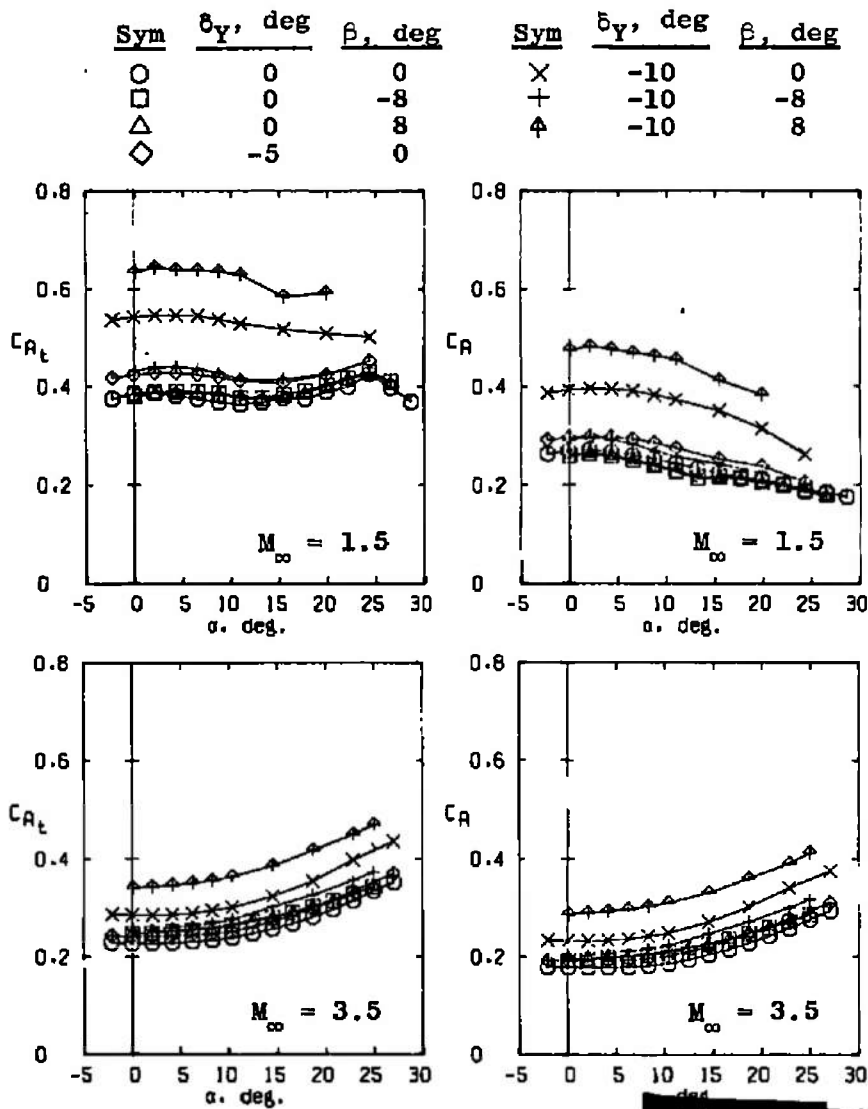 Sym δY, deg β, deg Sym δY, deg β, deg
0 0 -10 0
0 -8 -10 -8
0 8 -10 8
-5 0
0.8 0.8
0.6 0.6
CAt CA
0.4 0.4
0.2 0.2
M∞ = 1.5 M∞ = 1.5
0 0
-5 0 5 10 15 20 25 30 -5 0 5 10 15 20 25 30
α. deg. α. deg.
0.8 0.8
0.6 0.6
CAt CA
0.4 0.4
0.2 0.2
M∞ = 3.5 M∞ = 3.5
0 0
-5 0 5 10 15 20 25 30 -5 0 5 10 15 20 25 30
α. deg.